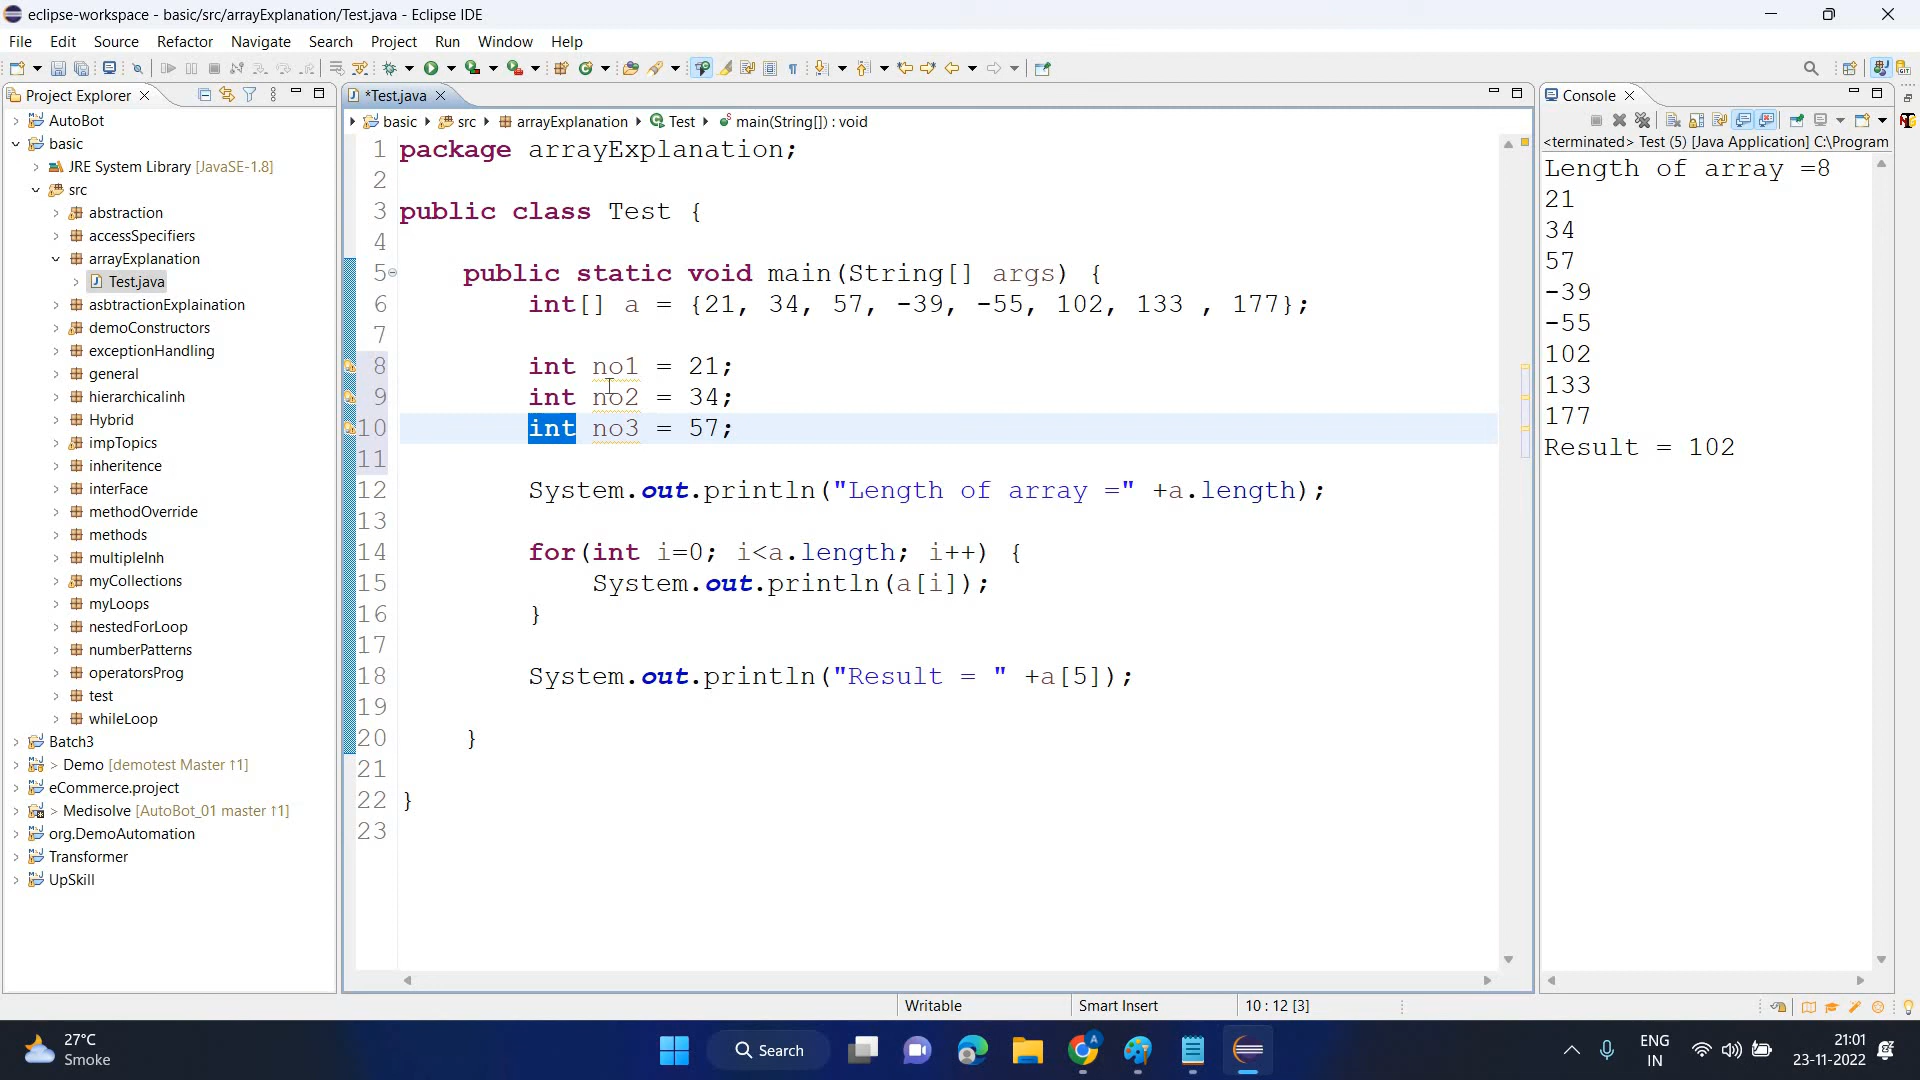 eclipse-workspace - basic/src/arrayExplanation/Test.java - Eclipse IDE
File Edit Source Refactor Navigate Search Project Run Window Help
Project Explorer
AutoBot
basic
JRE System Library [JavaSE-1.8]
src
abstraction
accessSpecifiers
arrayExplanation
Test.java
asbtractionExplaination
demoConstructors
exceptionHandling
general
hierarchicalinh
Hybrid
impTopics
inheritence
interFace
methodOverride
methods
multipleInh
myCollections
myLoops
nestedForLoop
numberPatterns
operatorsProg
test
whileLoop
Batch3
> Demo [demotest Master ↑1]
eCommerce.project
> Medisolve [AutoBot_01 master ↑1]
org.DemoAutomation
Transformer
UpSkill
*Test.java
basic src arrayExplanation Test main(String[]) : void
1 package arrayExplanation;
2
3 public class Test {
4
5 public static void main(String[] args) {
6 int[] a = {21, 34, 57, -39, -55, 102, 133 , 177};
7
8 int no1 = 21;
9 int no2 = 34;
10 int no3 = 57;
11
12 System.out.println("Length of array =" +a.length);
13
14 for(int i=0; i<a.length; i++) {
15 System.out.println(a[i]);
16 }
17
18 System.out.println("Result = " +a[5]);
19
20 }
21
22 }
23
Console
<terminated> Test (5) [Java Application] C:\Program
Length of array =8
21
34
57
-39
-55
102
133
177
Result = 102
Writable Smart Insert 10 : 12 [3]
27°C
Smoke
Search
ENG
IN
21:01
23-11-2022